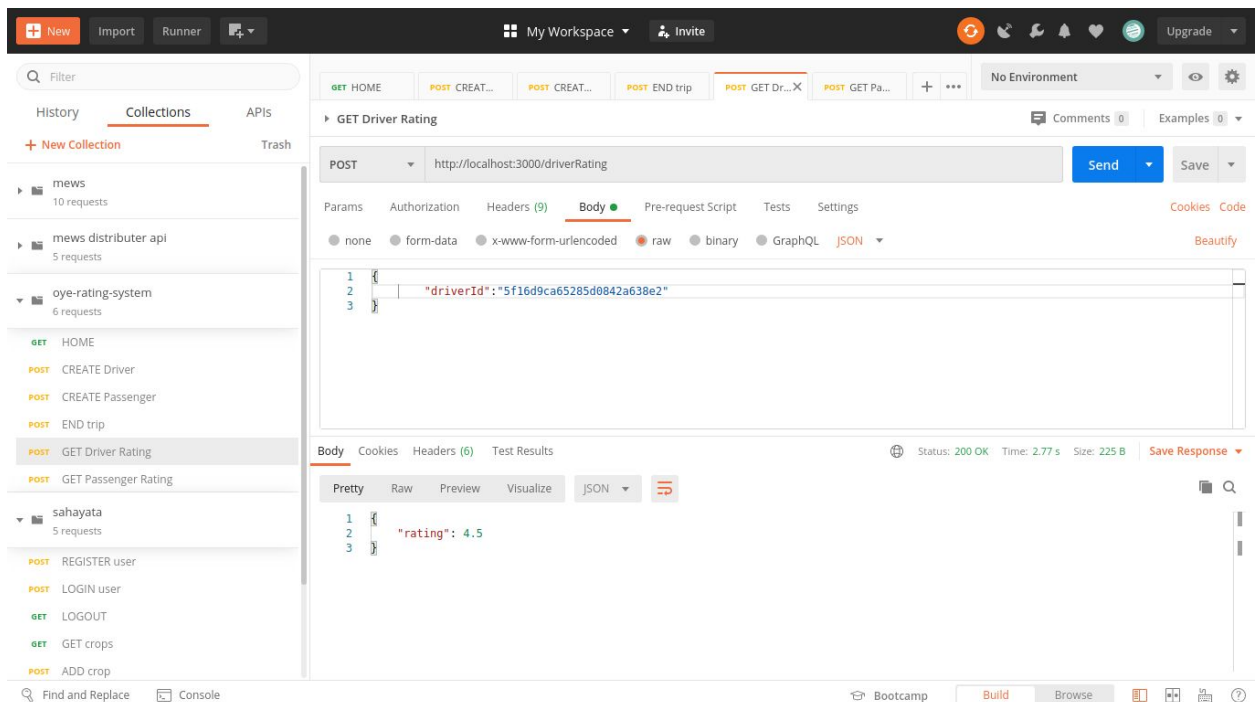 New Import Runner My Workspace Invite Upgrade
Filter
History Collections APIs
+ New Collection Trash
mews
10 requests
mews distributer api
5 requests
oye-rating-system
6 requests
GET HOME
POST CREATE Driver
POST CREATE Passenger
POST END trip
POST GET Driver Rating
POST GET Passenger Rating
sahayata
5 requests
POST REGISTER user
POST LOGIN user
GET LOGOUT
GET GET crops
POST ADD crop
GET HOME POST CREAT... POST CREAT... POST END trip POST GET Dr... X POST GET Pa... + ... No Environment
GET Driver Rating Comments 0 Examples 0
POST http://localhost:3000/driverRating Send Save
Params Authorization Headers (9) Body Pre-request Script Tests Settings Cookies Code
none form-data x-www-form-urlencoded raw binary GraphQL JSON Beautify
1 {
2 "driverId":"5f16d9ca65285d0842a638e2"
3 }
Body Cookies Headers (6) Test Results Status: 200 OK Time: 2.77 s Size: 225 B Save Response
Pretty Raw Preview Visualize JSON
1 {
2 "rating": 4.5
3 }
Find and Replace Console Bootcamp Build Browse